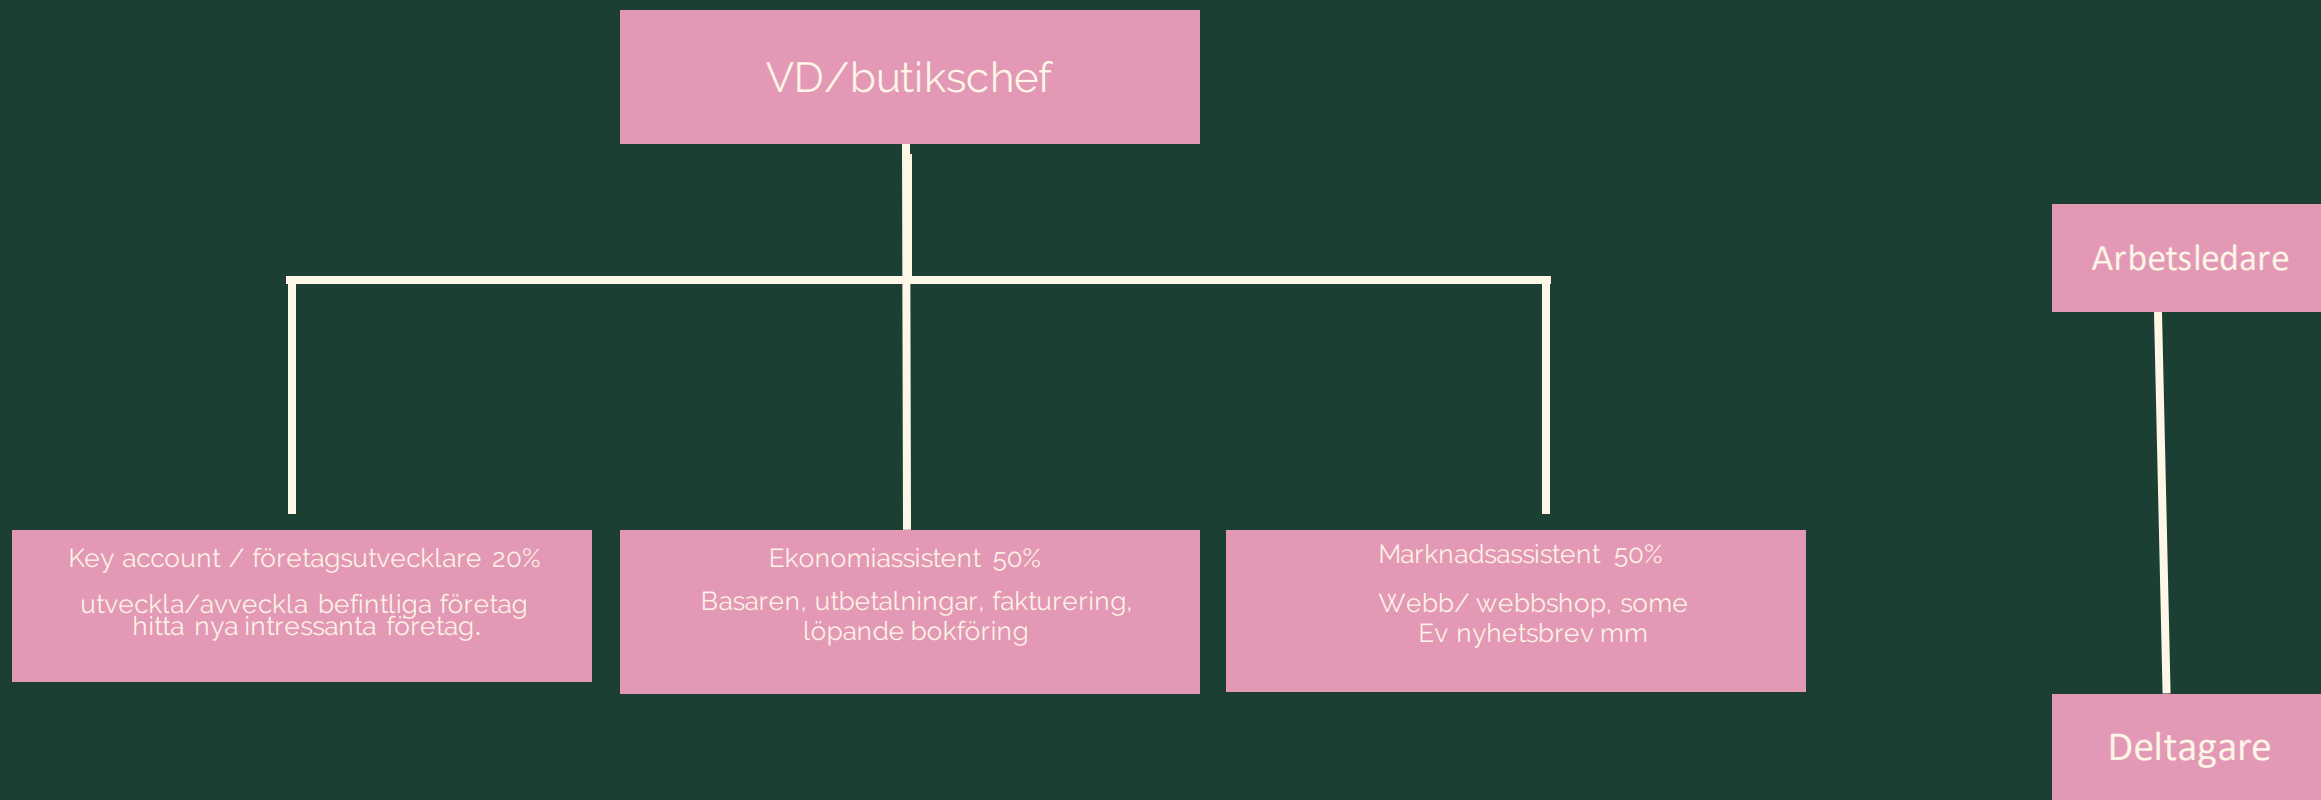 VD/butikschef
Arbetsledare
Key account / företagsutvecklare 20%
utveckla/avveckla befintliga företag
hitta nya intressanta företag.
Ekonomiassistent 50%
Basaren, utbetalningar, fakturering,
löpande bokföring
Marknadsassistent 50%
Webb/ webbshop, some
Ev nyhetsbrev mm
Deltagare